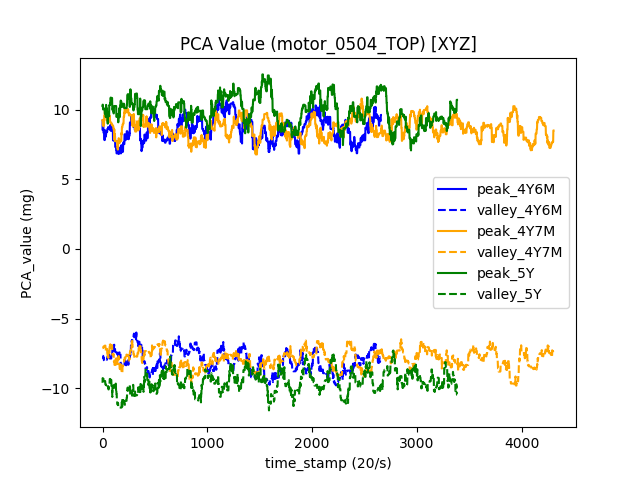 PCA Value (motor_0504_TOP) [XYZ]
PCA_value (mg)
10
5
0
−5
−10
peak_4Y6M
valley_4Y6M
peak_4Y7M
valley_4Y7M
peak_5Y
valley_5Y
0 1000 2000 3000 4000
time_stamp (20/s)